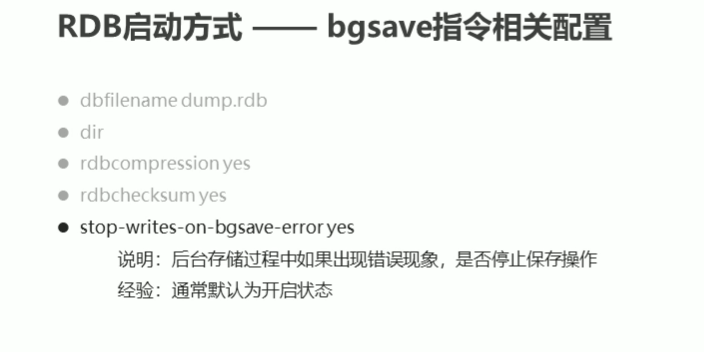 RDB启动方式 —— bgsave指令相关配置
● dbfilename dump.rdb
● dir
● rdbcompression yes
● rdbchecksum yes
● stop-writes-on-bgsave-error yes
说明：后台存储过程中如果出现错误现象，是否停止保存操作
经验：通常默认为开启状态